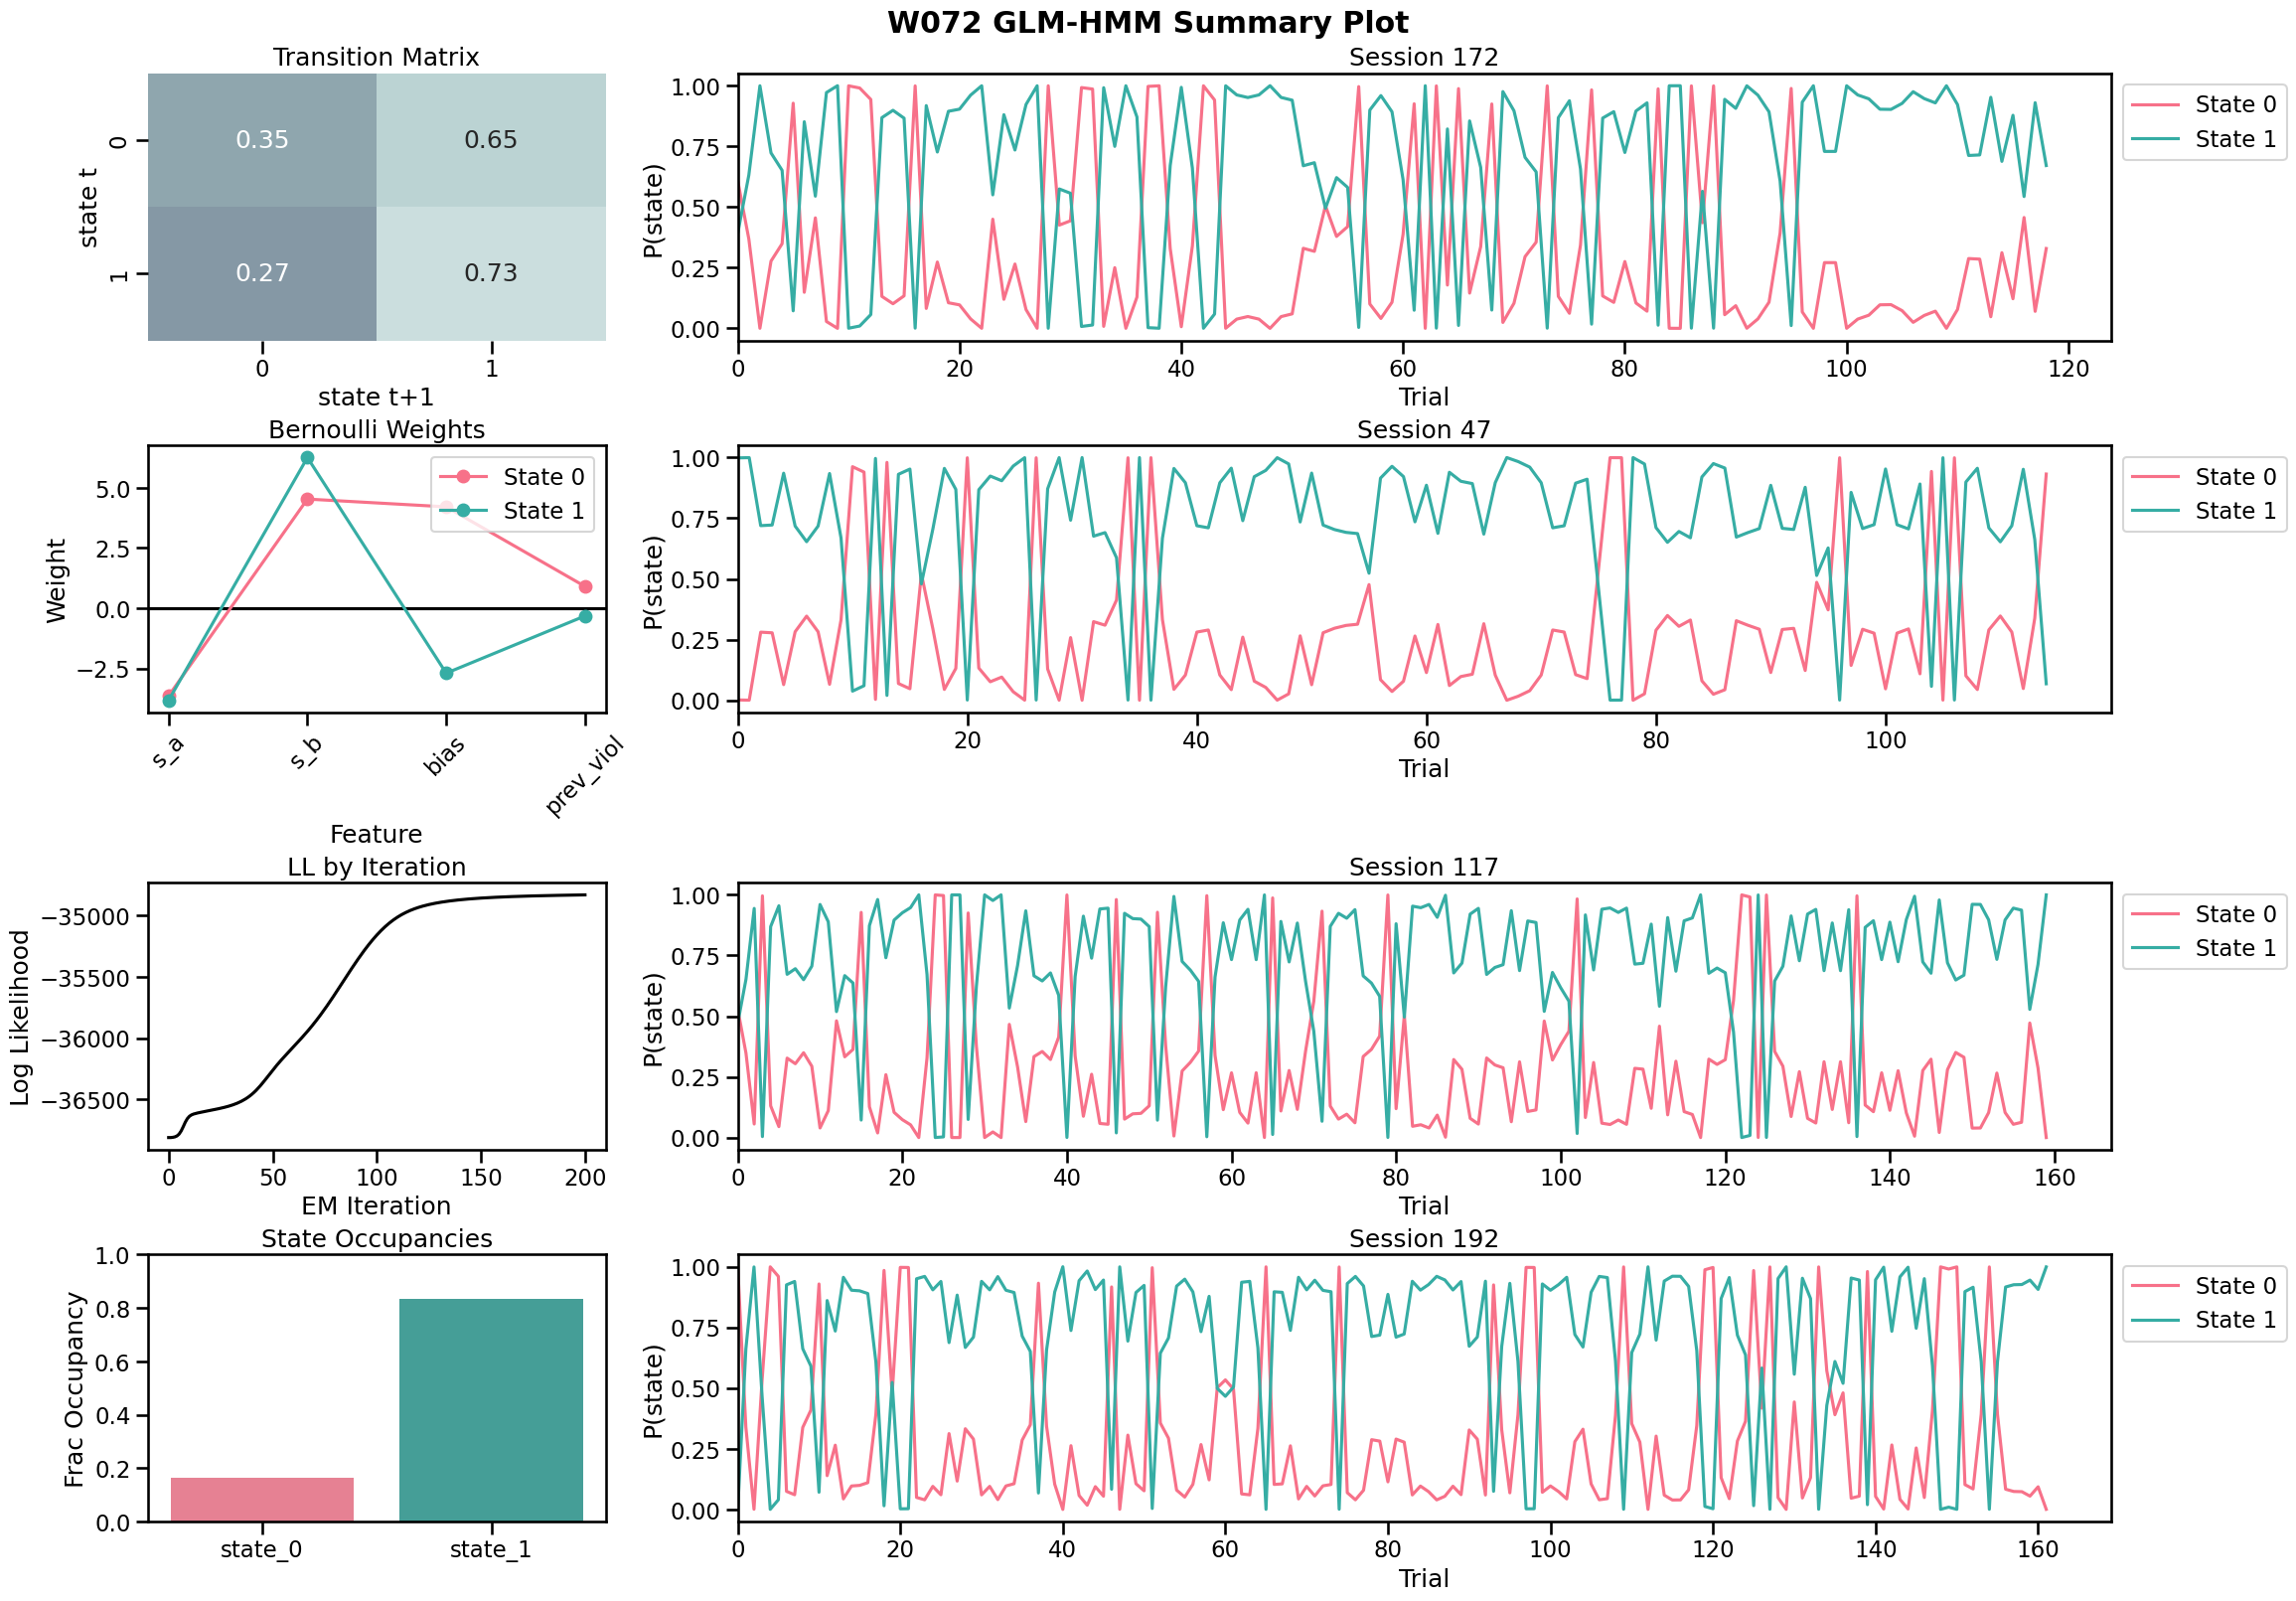 W072 GLM-HMM Summary Plot
Transition Matrix
0.35 0.65
0.27 0.73
0
1
state t
0 1
state t+1
Session 172
1.00
0.75
0.50
0.25
0.00
P(state)
0 20 40 60 80 100 120
Trial
State 0
State 1
Bernoulli Weights
5.0
2.5
0.0
−2.5
Weight
State 0
State 1
s_a s_b bias prev_viol
Feature
Session 47
1.00
0.75
0.50
0.25
0.00
P(state)
0 20 40 60 80 100
Trial
State 0
State 1
LL by Iteration
−35000
−35500
−36000
−36500
Log Likelihood
0 50 100 150 200
EM Iteration
Session 117
1.00
0.75
0.50
0.25
0.00
P(state)
0 20 40 60 80 100 120 140 160
Trial
State 0
State 1
State Occupancies
1.0
0.8
0.6
0.4
0.2
0.0
Frac Occupancy
state_0 state_1
Session 192
1.00
0.75
0.50
0.25
0.00
P(state)
0 20 40 60 80 100 120 140 160
Trial
State 0
State 1